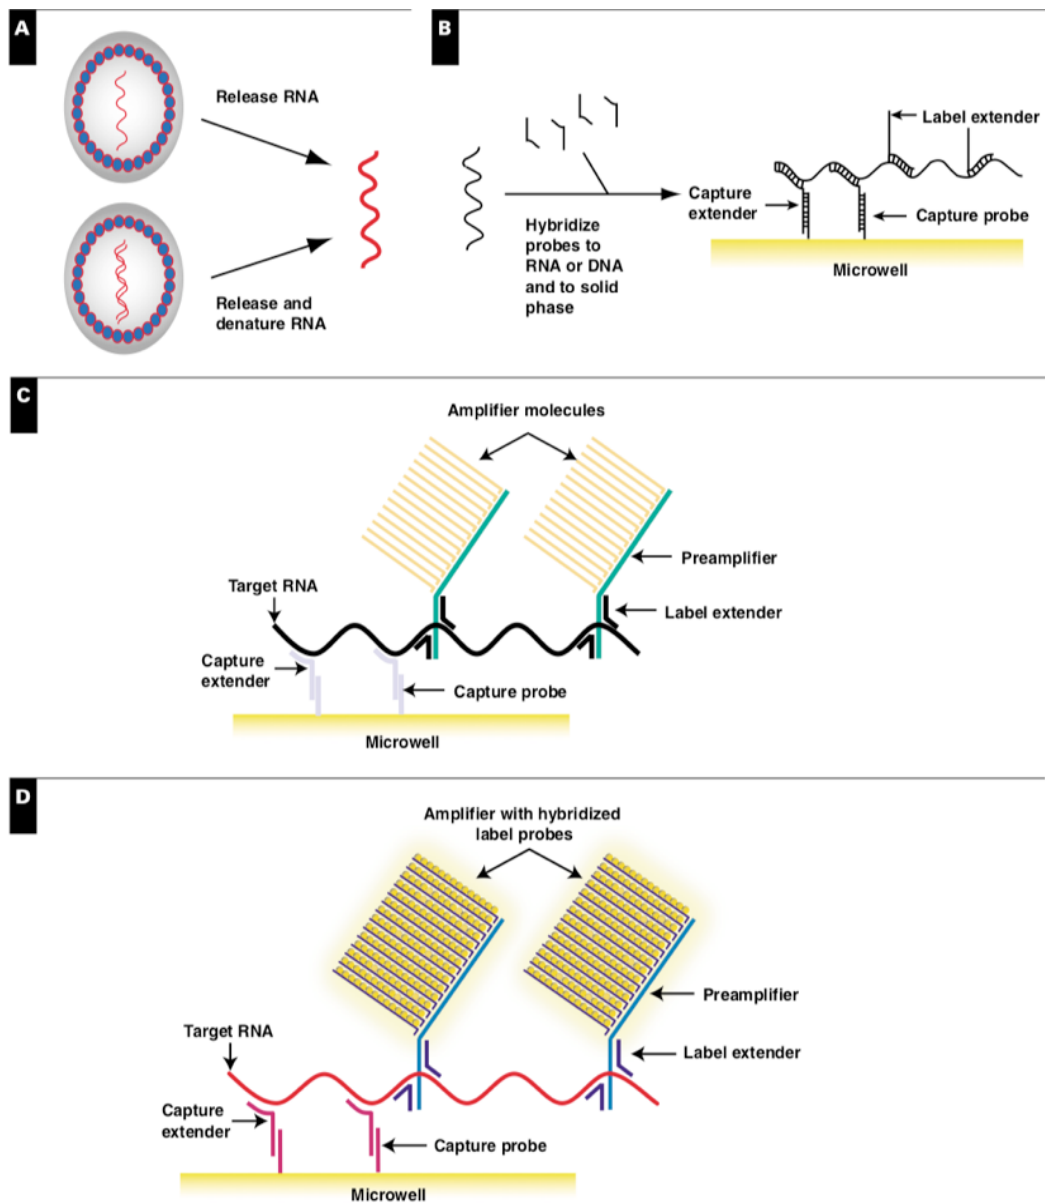 A
Release RNA
Release and
denature RNA
B
Hybridize
probes to
RNA or DNA
and to solid
phase
Label extender
Capture
extender
Capture probe
Microwell
C
Amplifier molecules
Preamplifier
Target RNA
Label extender
Capture
extender
Capture probe
Microwell
D
Amplifier with hybridized
label probes
Preamplifier
Target RNA
Label extender
Capture
extender
Capture probe
Microwell